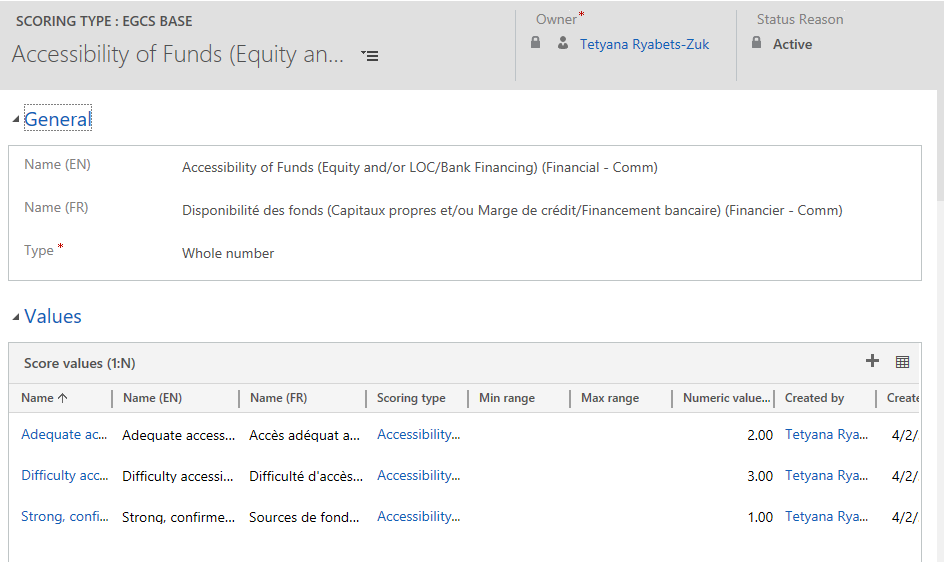 SCORING TYPE : EGCS BASE
Accessibility of Funds (Equity an...
Owner*
Tetyana Ryabets-Zuk
Status Reason
Active
General
Name (EN) Accessibility of Funds (Equity and/or LOC/Bank Financing) (Financial - Comm)
Name (FR) Disponibilité des fonds (Capitaux propres et/ou Marge de crédit/Financement bancaire) (Financier - Comm)
Type * Whole number
Values
Score values (1:N)
Name Name (EN) Name (FR) Scoring type Min range Max range Numeric value... Created by Create
Adequate ac... Adequate access... Accès adéquat a... Accessibility... 2.00 Tetyana Rya... 4/2/
Difficulty acc... Difficulty accessi... Difficulté d'accès... Accessibility... 3.00 Tetyana Rya... 4/2/
Strong, confi... Strong, confirme... Sources de fond... Accessibility... 1.00 Tetyana Rya... 4/2/